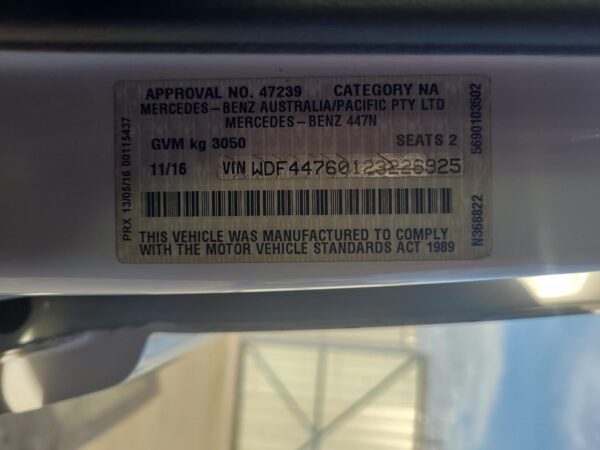 APPROVAL NO. 47239 CATEGORY NA
MERCEDES-BENZ AUSTRALIA/PACIFIC PTY LTD
MERCEDES-BENZ 447N
GVM kg 3050 SEATS 2
11/16 VIN WDF44760123226925
THIS VEHICLE WAS MANUFACTURED TO COMPLY
WITH THE MOTOR VEHICLE STANDARDS ACT 1989
PRX 13/05/16 00115437
N368822 5690103502